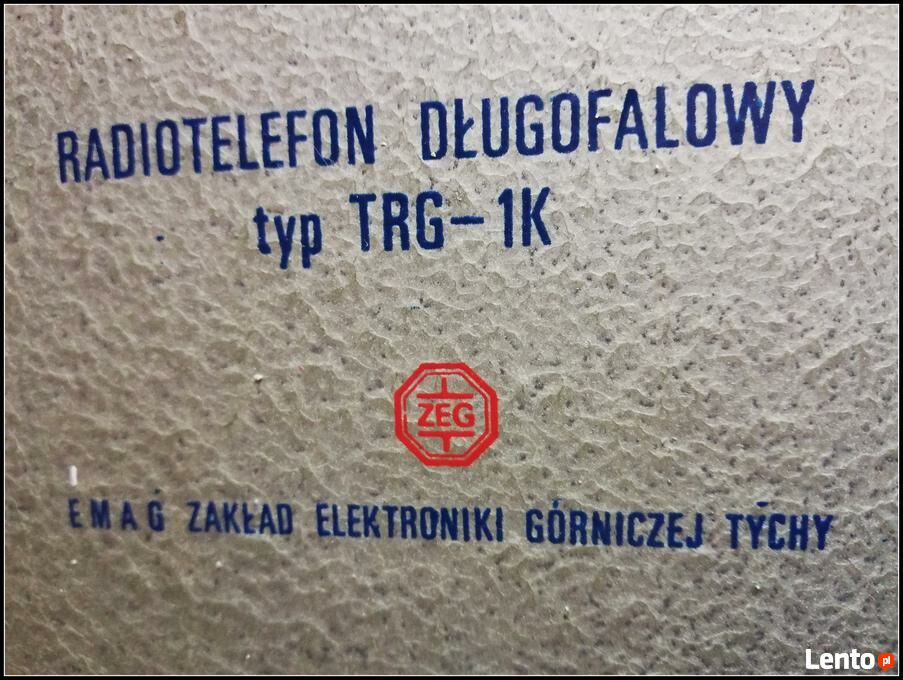 RADIOTELEFON DŁUGOFALOWY
typ TRG-1K
ZEG
EMAG ZAKŁAD ELEKTRONIKI GÓRNICZEJ TYCHY
Lento pl